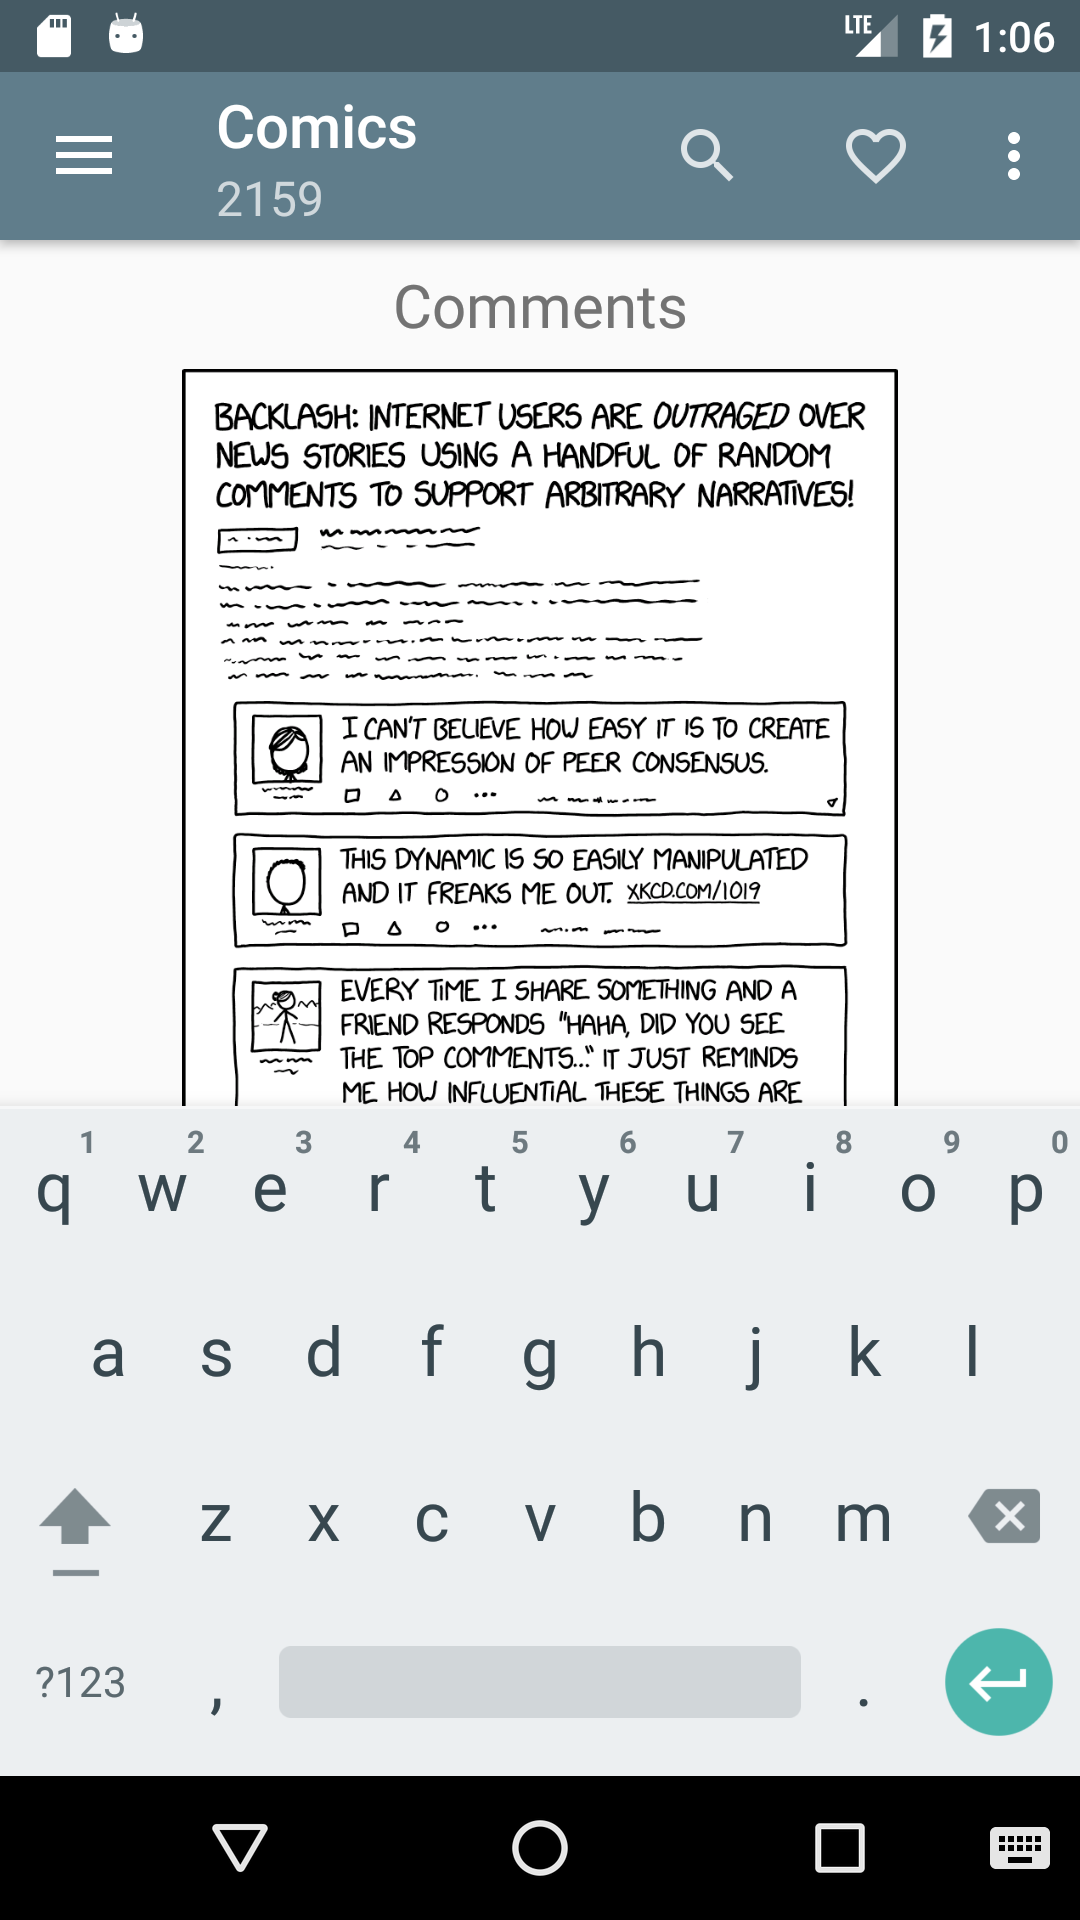 LTE 1:06
Comics
2159
Comments
BACKLASH: INTERNET USERS ARE OUTRAGED OVER
NEWS STORIES USING A HANDFUL OF RANDOM
COMMENTS TO SUPPORT ARBITRARY NARRATIVES!
I CAN'T BELIEVE HOW EASY IT IS TO CREATE
AN IMPRESSION OF PEER CONSENSUS.
THIS DYNAMIC IS SO EASILY MANIPULATED
AND IT FREAKS ME OUT. XKCD.COM/1019
EVERY TIME I SHARE SOMETHING AND A
FRIEND RESPONDS "HAHA, DID YOU SEE
THE TOP COMMENTS..." IT JUST REMINDS
ME HOW INFLUENTIAL THESE THINGS ARE
1 2 3 4 5 6 7 8 9 0
q w e r t y u i o p
a s d f g h j k l
z x c v b n m
?123 , .